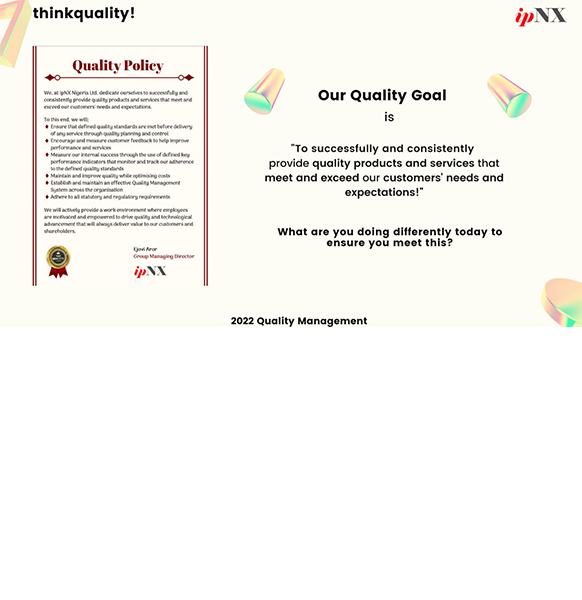 thinkquality!
ipNX
Quality Policy
We, at ipNX Nigeria Ltd. dedicate ourselves to successfully and
consistently provide quality products and services that meet and
exceed our customers' needs and expectations.
To this end, we will;
Ensure that defined quality standards are met before delivery
of any service through quality planning and control
Encourage and measure customer feedback to help improve
performance and services
Measure our internal success through the use of defined key
performance indicators that monitor and track our adherence
to the defined quality standards
Maintain and improve quality while optimising costs
Establish and maintain an effective Quality Management
System across the organisation
Adhere to all statutory and regulatory requirements
We will actively provide a work environment where employees
are motivated and empowered to drive quality and technological
advancement that will always deliver value to our customers and
shareholders.
Ejovi Aror
Group Managing Director
ipNX
Our Quality Goal
is
"To successfully and consistently
provide quality products and services that
meet and exceed our customers' needs and
expectations!"
What are you doing differently today to
ensure you meet this?
2022 Quality Management